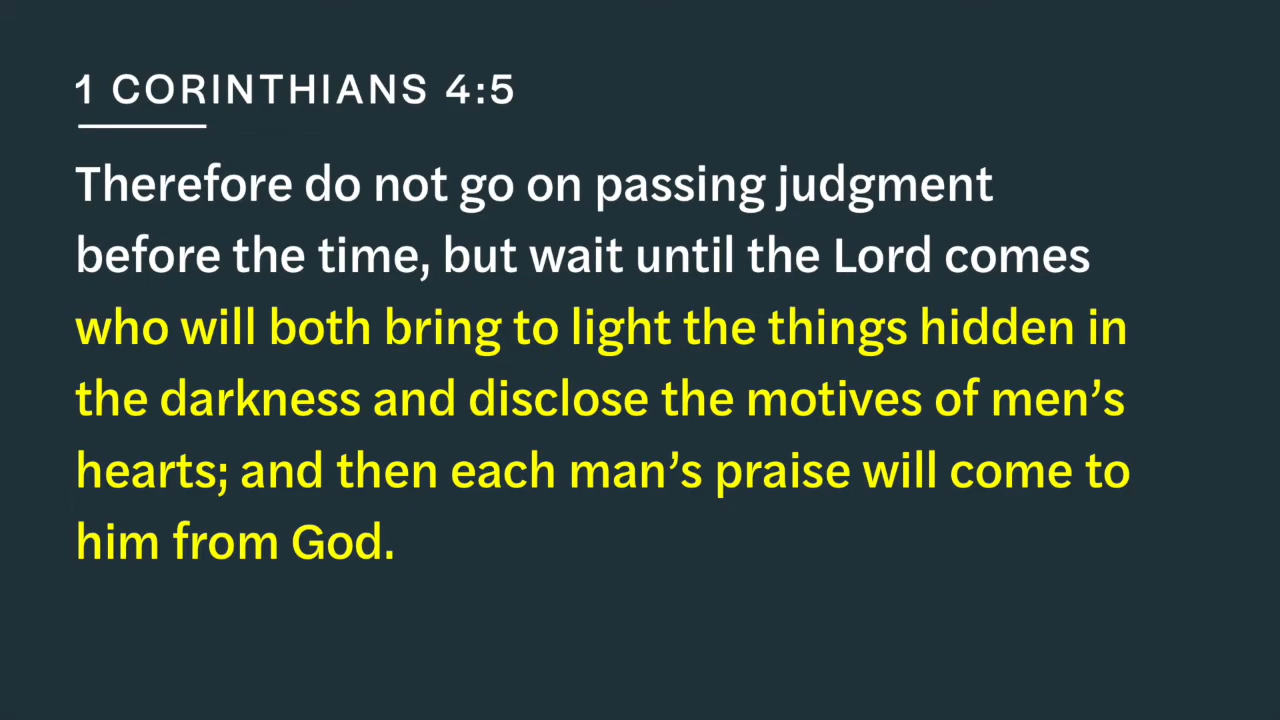 1 CORINTHIANS 4:5
Therefore do not go on passing judgment
before the time, but wait until the Lord comes
who will both bring to light the things hidden in
the darkness and disclose the motives of men’s
hearts; and then each man’s praise will come to
him from God.